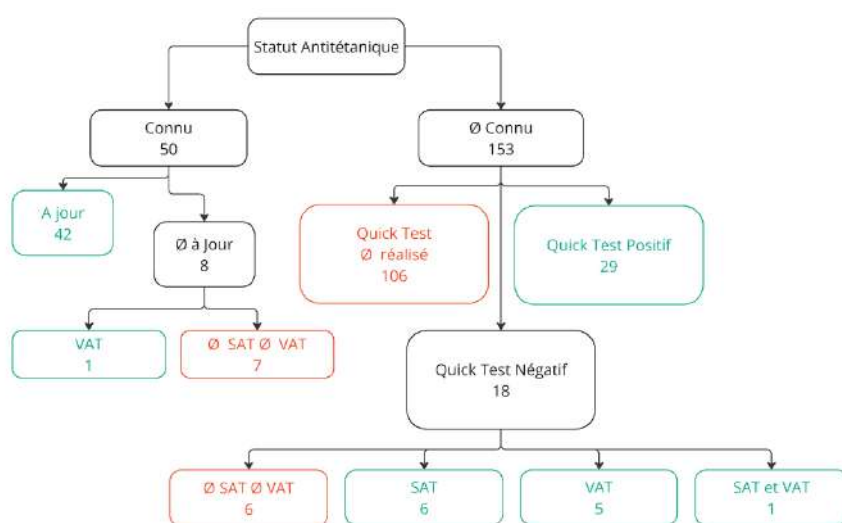 Statut Antitétanique
Connu
50
Ø Connu
153
A jour
42
Ø à Jour
8
Quick Test
Ø réalisé
106
Quick Test Positif
29
VAT
1
Ø SAT Ø VAT
7
Quick Test Négatif
18
Ø SAT Ø VAT
6
SAT
6
VAT
5
SAT et VAT
1